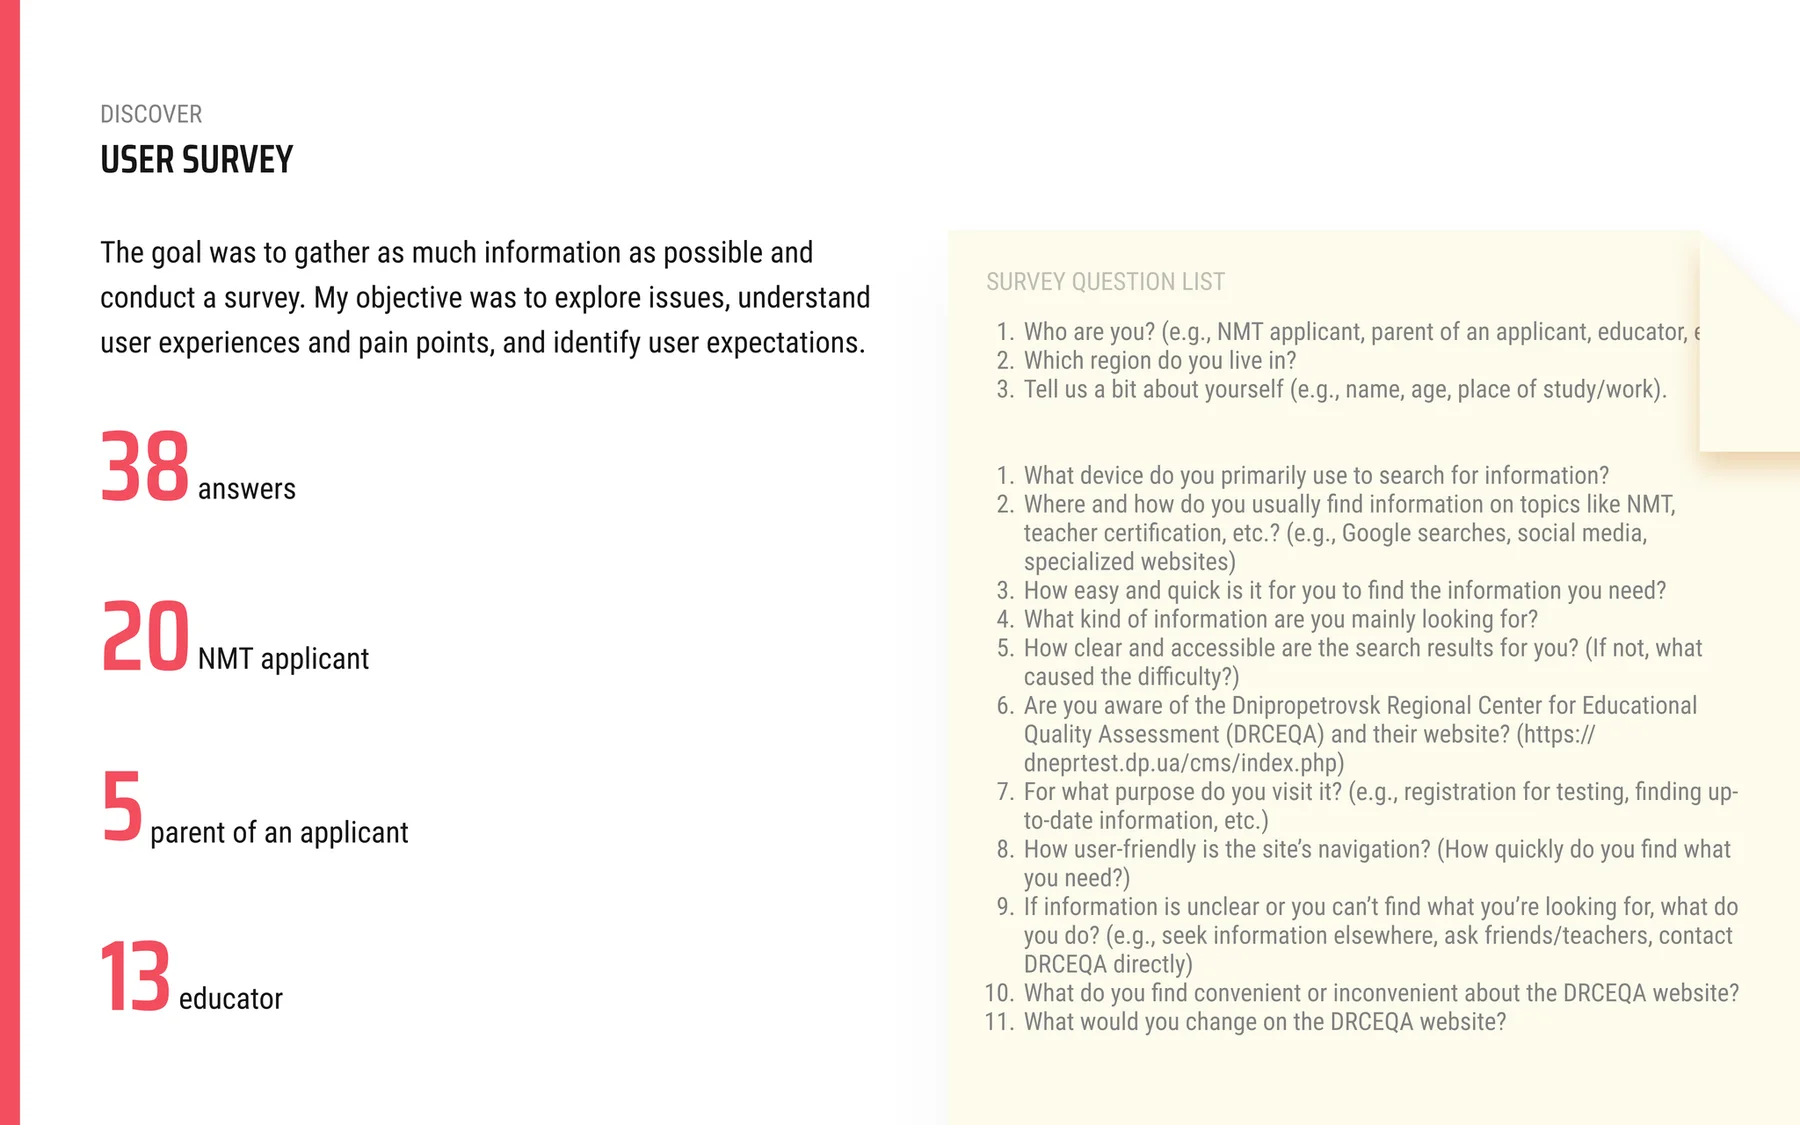 DISCOVER
USER SURVEY
The goal was to gather as much information as possible and
conduct a survey. My objective was to explore issues, understand
user experiences and pain points, and identify user expectations.
38 answers
20 NMT applicant
5 parent of an applicant
13 educator
SURVEY QUESTION LIST
1. Who are you? (e.g., NMT applicant, parent of an applicant, educator,
2. Which region do you live in?
3. Tell us a bit about yourself (e.g., name, age, place of study/work).
1. What device do you primarily use to search for information?
2. Where and how do you usually find information on topics like NMT,
teacher certification, etc.? (e.g., Google searches, social media,
specialized websites)
3. How easy and quick is it for you to find the information you need?
4. What kind of information are you mainly looking for?
5. How clear and accessible are the search results for you? (If not, what
caused the difficulty?)
6. Are you aware of the Dnipropetrovsk Regional Center for Educational
Quality Assessment (DRCEQA) and their website? (https://
dneprtest.dp.ua/cms/index.php)
7. For what purpose do you visit it? (e.g., registration for testing, finding up-
to-date information, etc.)
8. How user-friendly is the site’s navigation? (How quickly do you find what
you need?)
9. If information is unclear or you can’t find what you’re looking for, what do
you do? (e.g., seek information elsewhere, ask friends/teachers, contact
DRCEQA directly)
10. What do you find convenient or inconvenient about the DRCEQA website?
11. What would you change on the DRCEQA website?